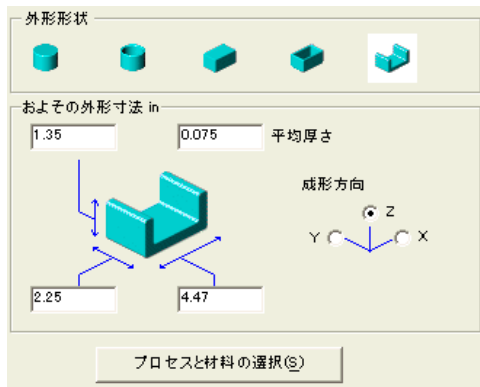 外形形状
およその外形寸法 in
1.35 0.075 平均厚さ
成形方向
Z
Y X
2.25 4.47
プロセスと材料の選択(S)